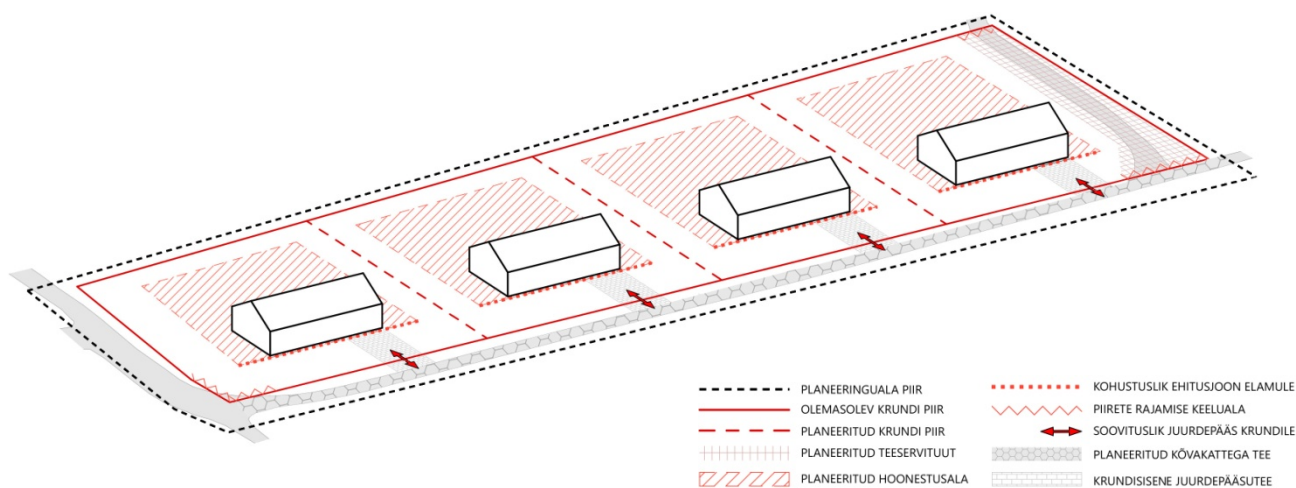 PLANEERINGUALA PIIR
OLEMASOLEV KRUNDI PIIR
PLANEERITUD KRUNDI PIIR
PLANEERITUD TEESERVITUUT
PLANEERITUD HOONESTUSALA
KOHUSTUSLIK EHITUSJOON ELAMULE
PIIRETE RAJAMISE KEELUALA
SOOVITUSLIK JUURDEPÄÄS KRUNDILE
PLANEERITUD KÕVAKATTEGA TEE
KRUNDISISENE JUURDEPÄÄSUTEE